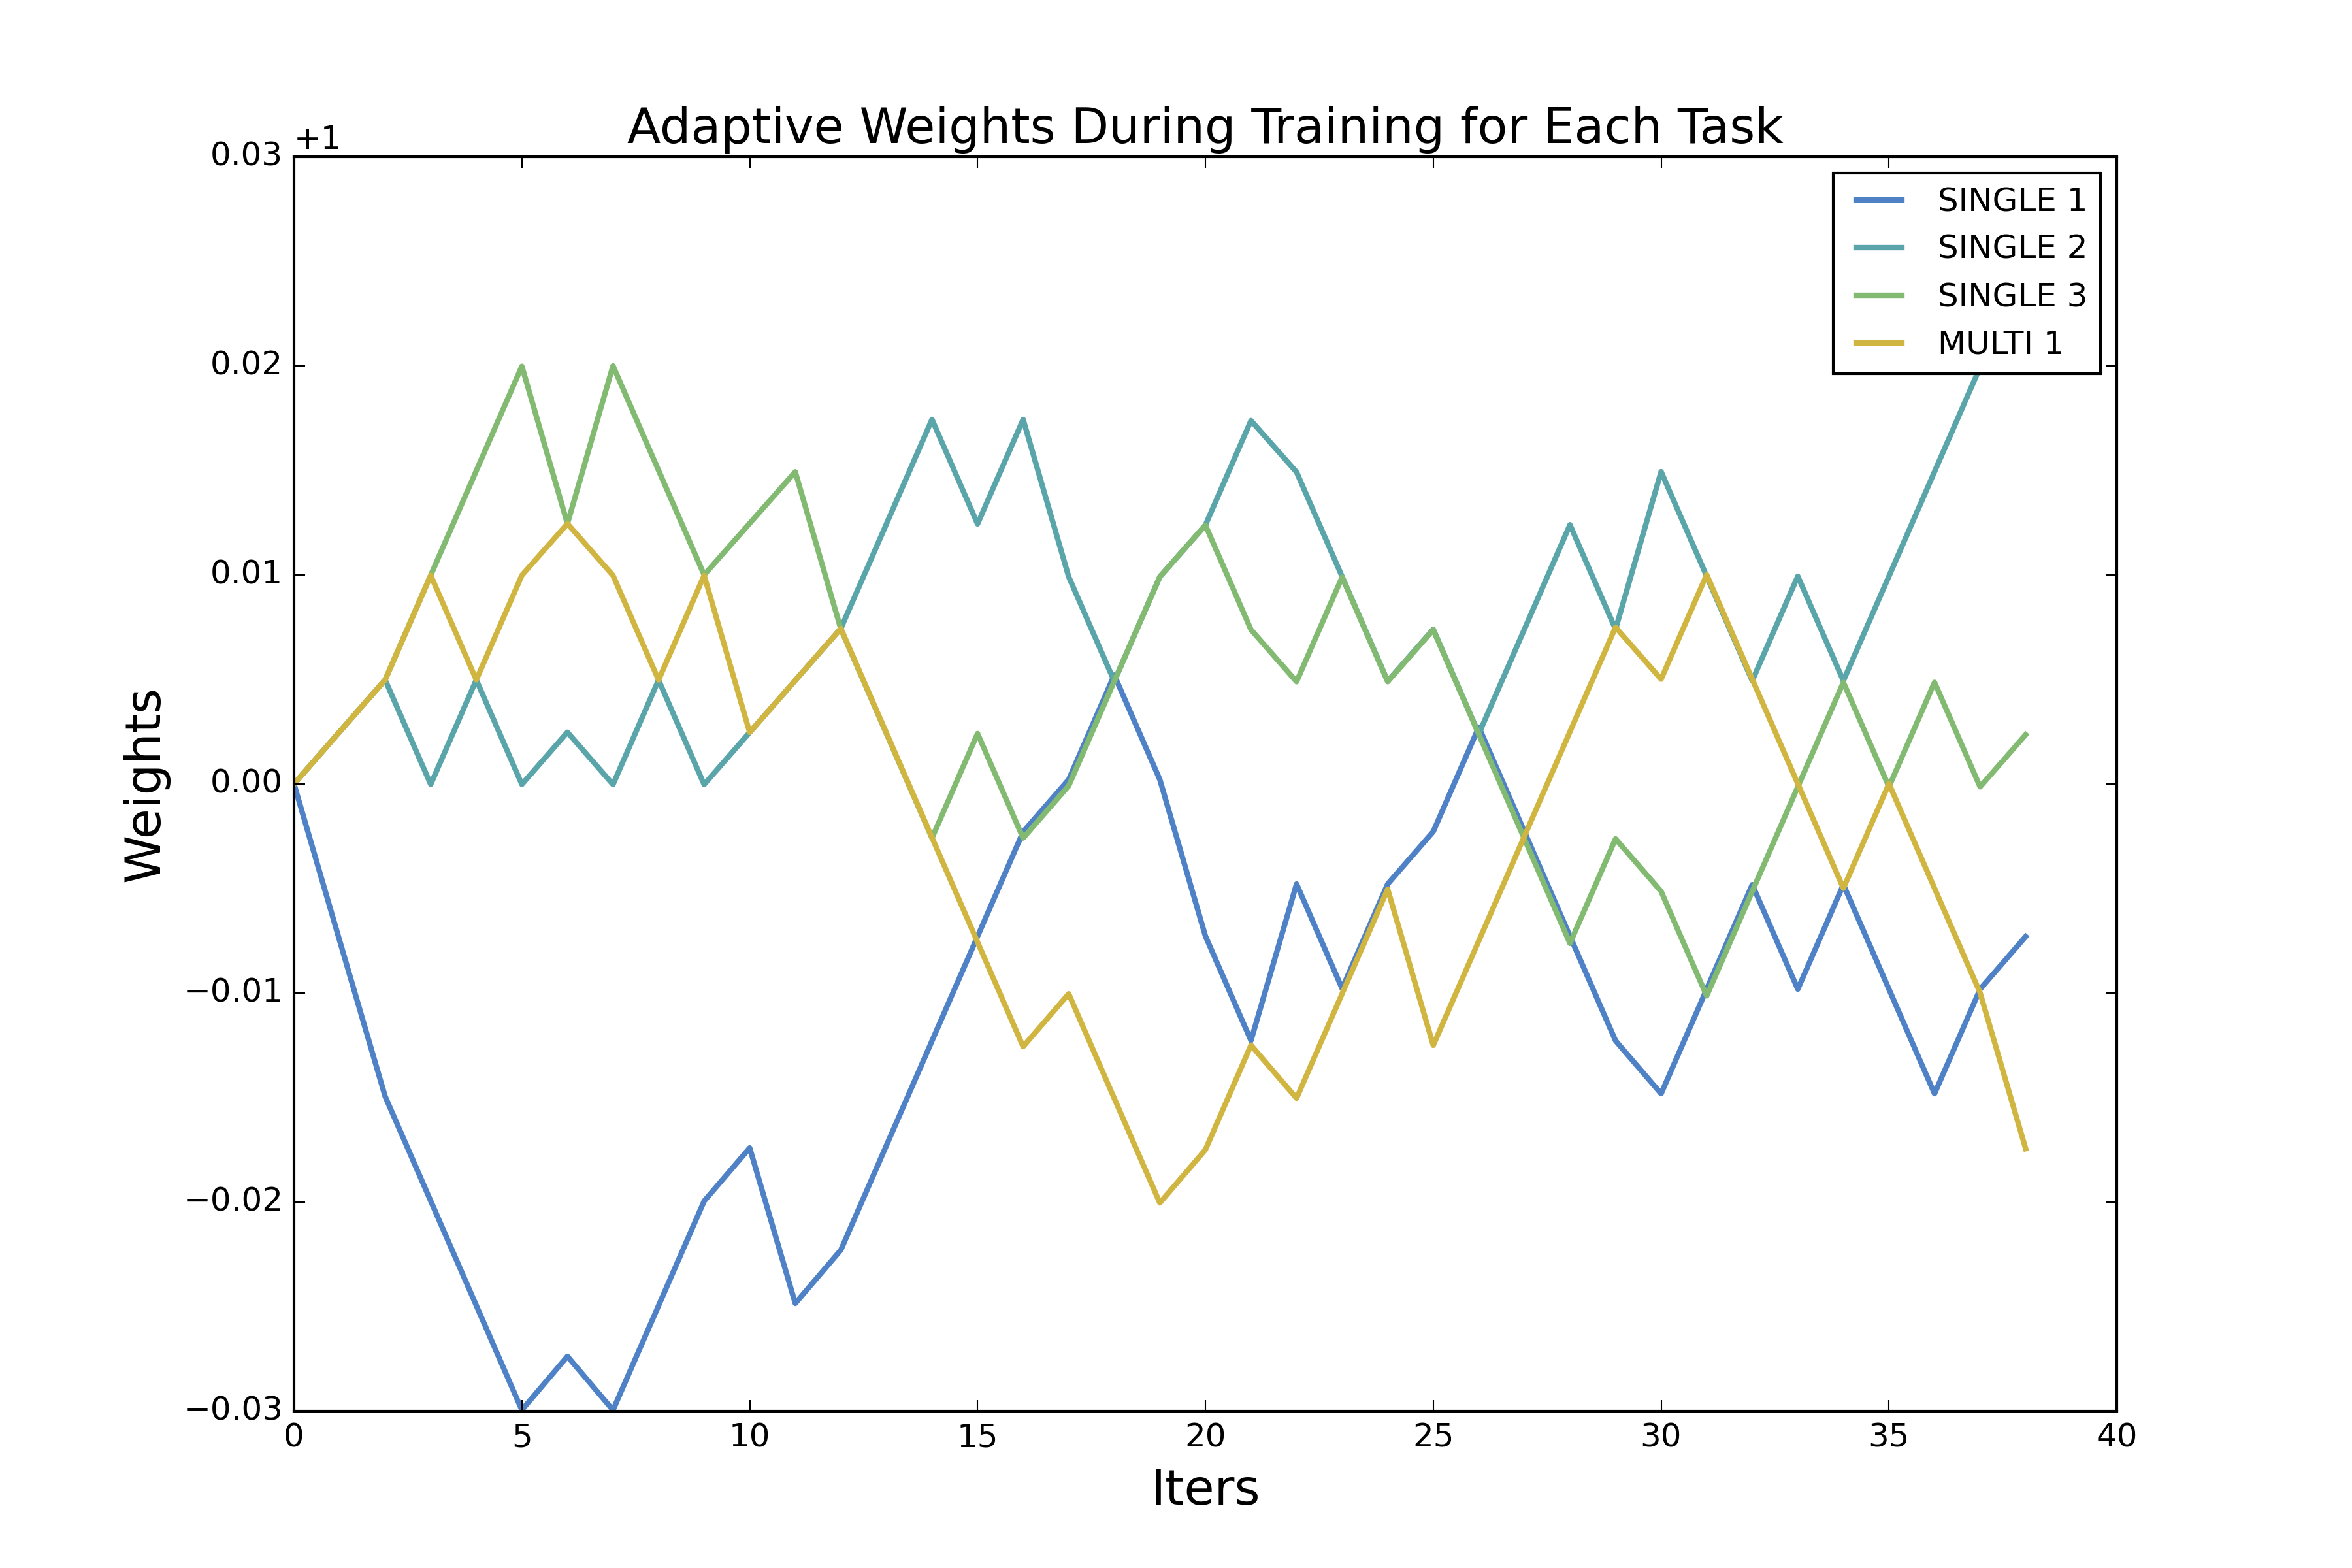 Adaptive Weights During Training for Each Task
+1
0.03
0.02
0.01
0.00
−0.01
−0.02
−0.03
Weights
0 5 10 15 20 25 30 35 40
Iters
SINGLE 1
SINGLE 2
SINGLE 3
MULTI 1